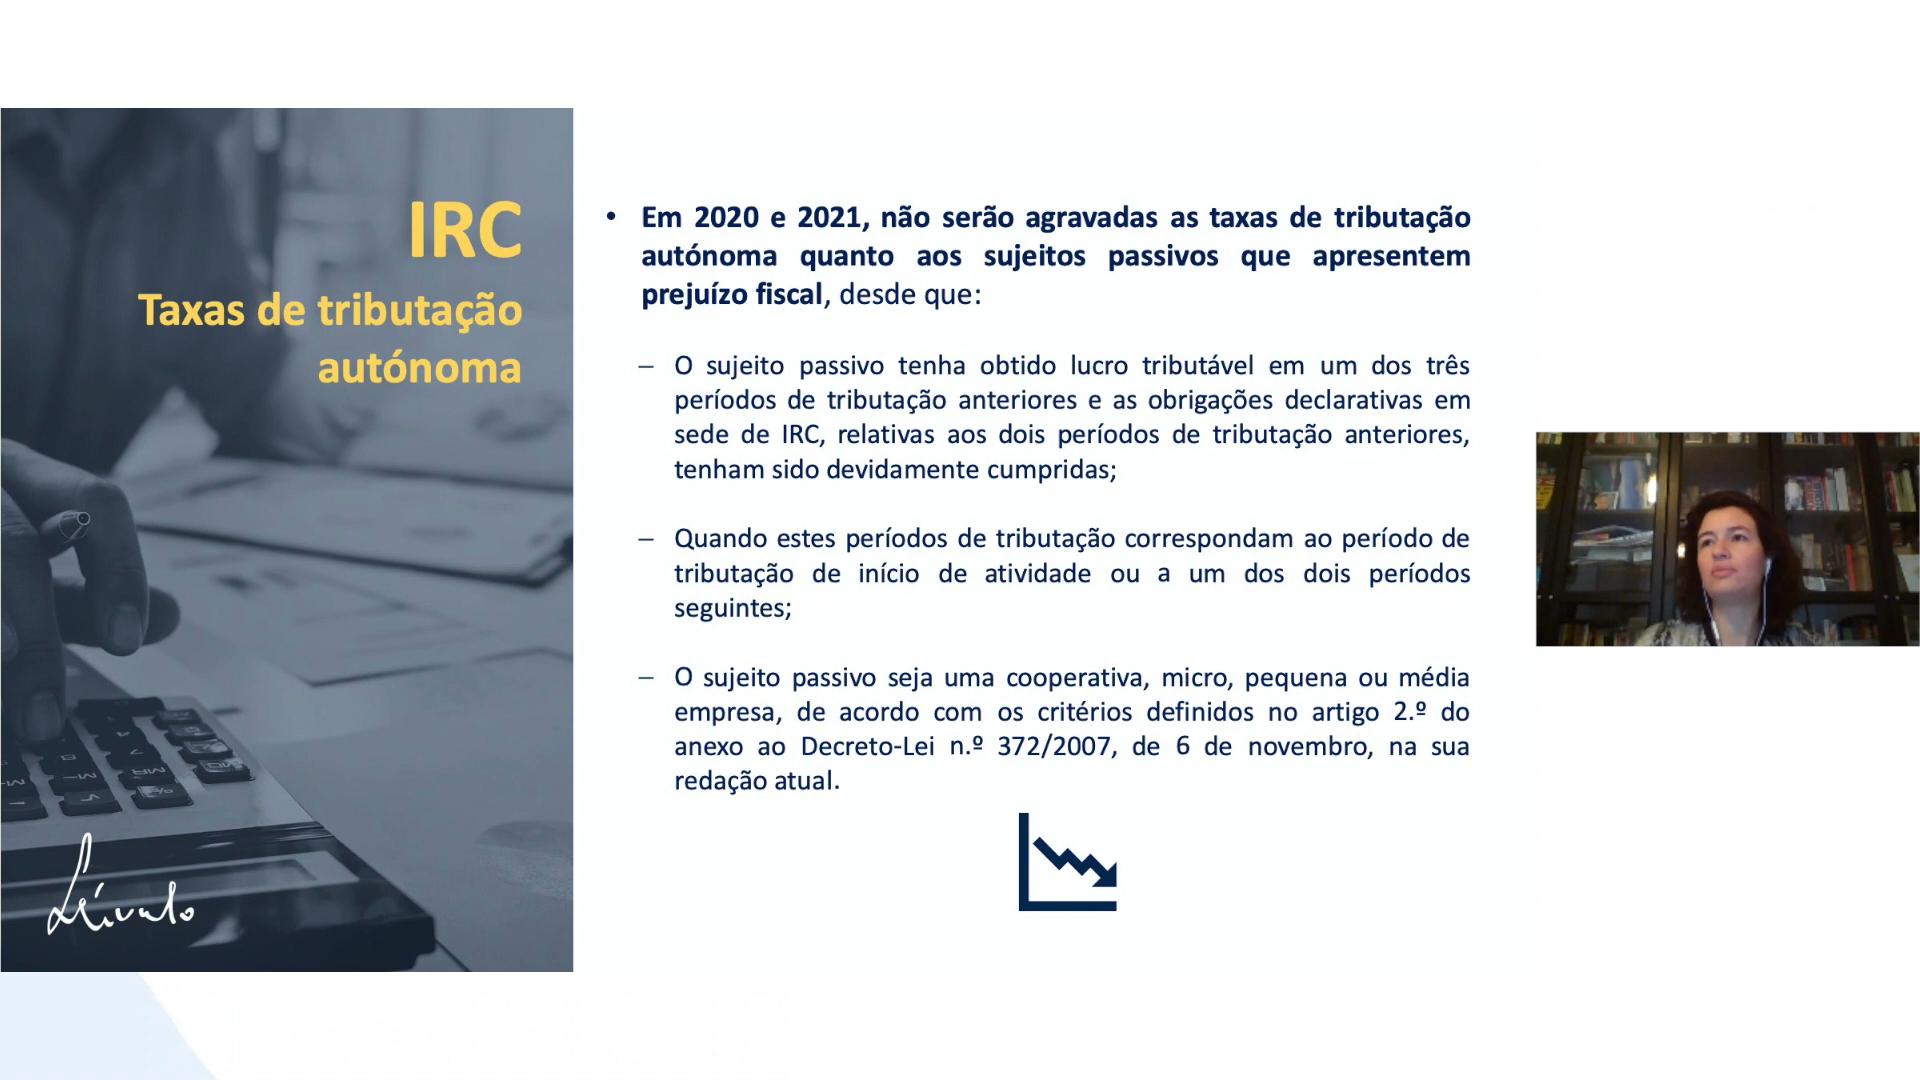 IRC
Taxas de tributação
autónoma
• Em 2020 e 2021, não serão agravadas as taxas de tributação
autónoma quanto aos sujeitos passivos que apresentem
prejuízo fiscal, desde que:
– O sujeito passivo tenha obtido lucro tributável em um dos três
períodos de tributação anteriores e as obrigações declarativas em
sede de IRC, relativas aos dois períodos de tributação anteriores,
tenham sido devidamente cumpridas;
– Quando estes períodos de tributação correspondam ao período de
tributação de início de atividade ou a um dos dois períodos
seguintes;
– O sujeito passivo seja uma cooperativa, micro, pequena ou média
empresa, de acordo com os critérios definidos no artigo 2.º do
anexo ao Decreto-Lei n.º 372/2007, de 6 de novembro, na sua
redação atual.